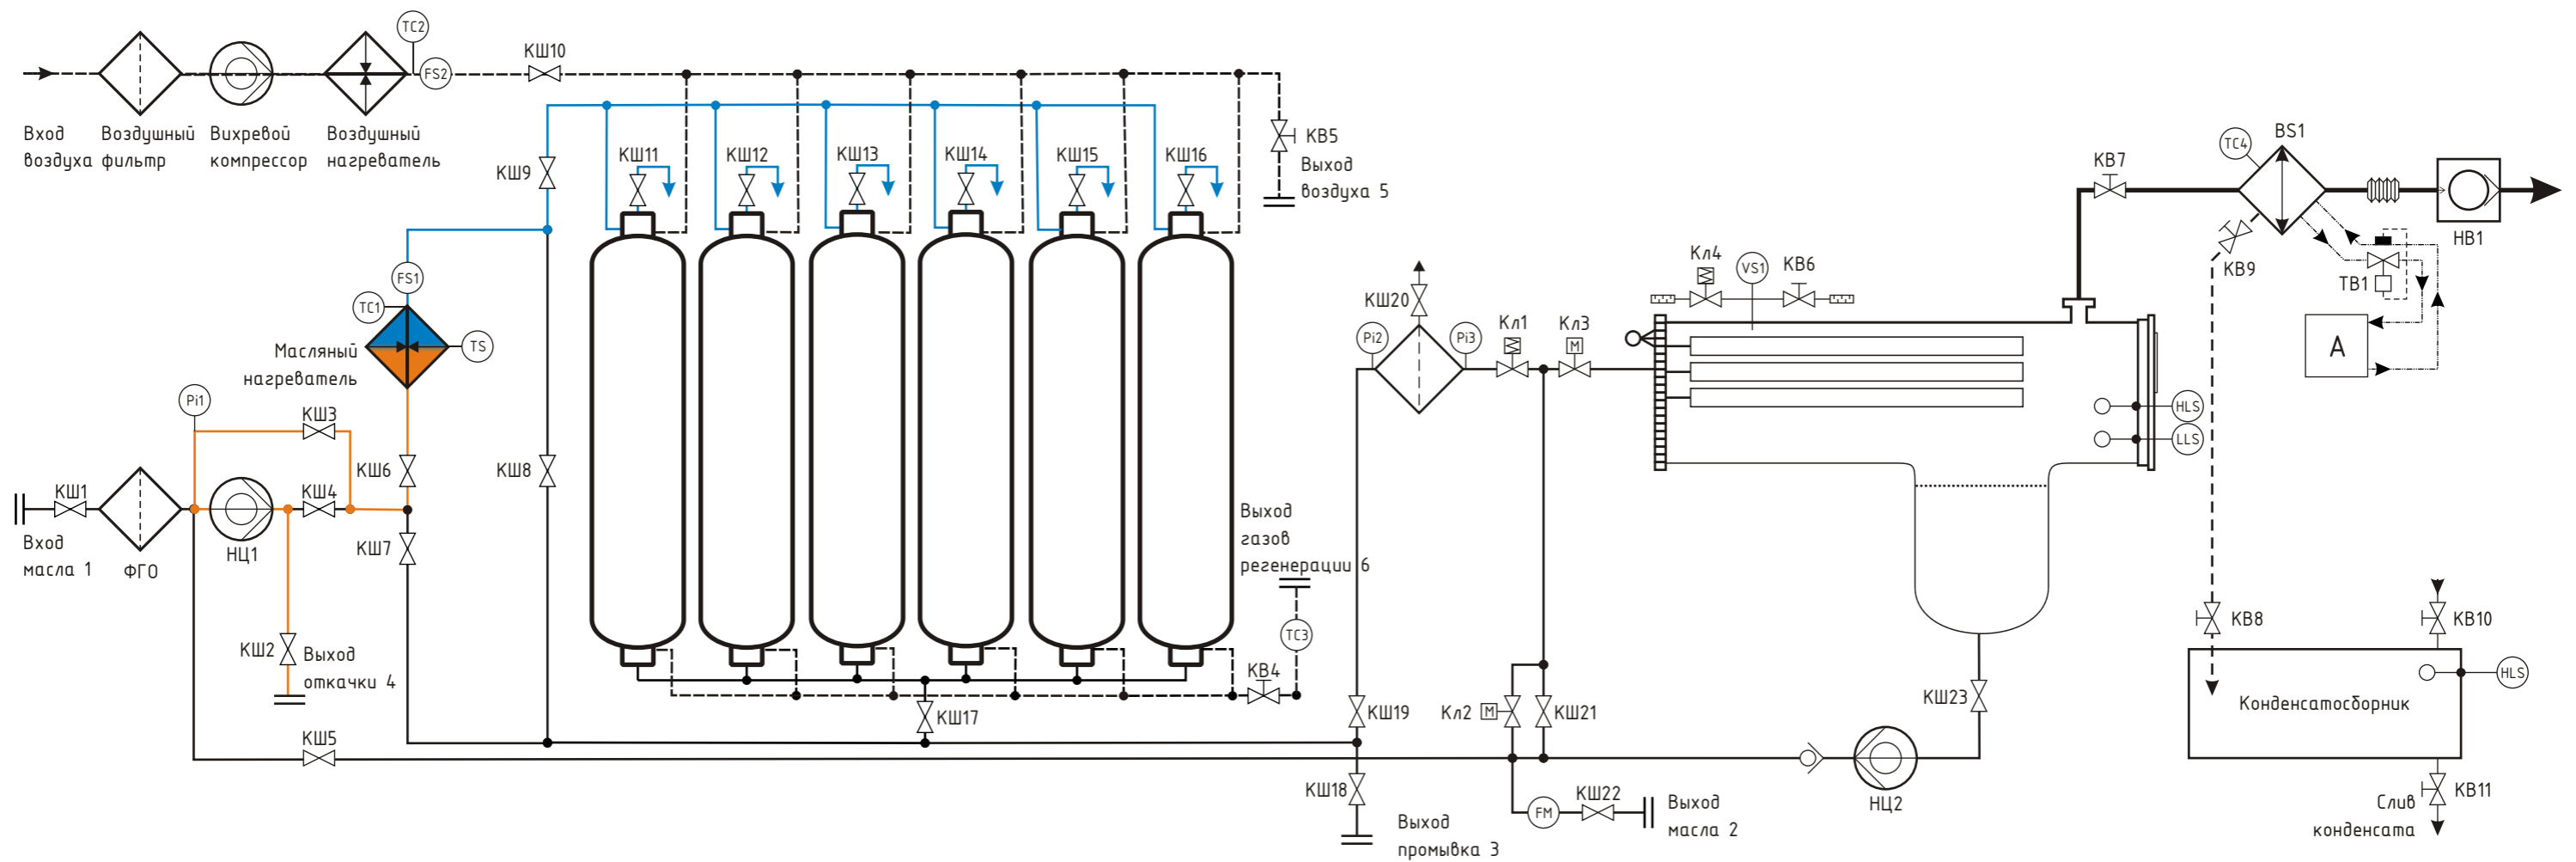 TC2
FS2
КШ10
Вход
воздуха
Воздушный
фильтр
Вихревой
компрессор
Воздушный
нагреватель
КШ9
КШ11
КШ12
КШ13
КШ14
КШ15
КШ16
КВ5
Выход
воздуха 5
FS1
TC1
TS
Масляный
нагреватель
Pi1
КШ3
КШ6
КШ8
КШ1
КШ4
Вход
масла 1
ФГО
НЦ1
КШ7
КШ2
Выход
откачки 4
КШ5
КШ17
Выход
газов
регенерации 6
TC3
КВ4
КШ20
Pi2
Pi3
Кл1
Кл3
M
Кл4
VS1
КВ6
КШ19
Кл2
M
КШ21
КШ18
Выход
промывка 3
FM
КШ22
Выход
масла 2
НЦ2
КШ23
HLS
LLS
КВ7
TC4
BS1
НВ1
КВ9
ТВ1
А
КВ8
КВ10
Конденсатосборник
HLS
КВ11
Слив
конденсата